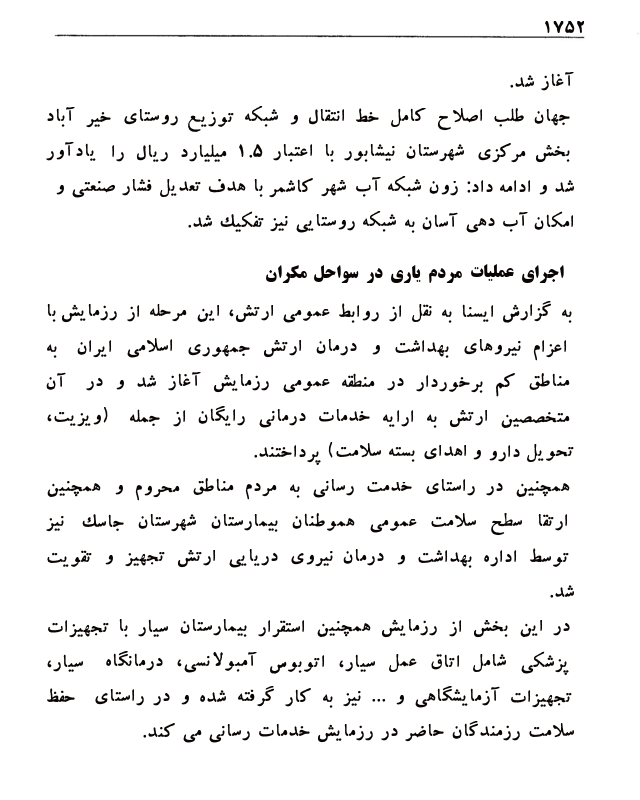 ۱۷۵۲
آغاز شد.
جهان طلب اصلاح کامل خط انتقال و شبکه توزیع روستای خیر آباد
بخش مرکزی شهرستان نیشابور با اعتبار ۱.۵ میلیارد ریال را یادآور
شد و ادامه داد: زون شبکه آب شهر کاشمر با هدف تعدیل فشار صنعتی و
امکان آب دهی آسان به شبکه روستایی نیز تفکیك شد.
اجرای عملیات مردم یاری در سواحل مکران
به گزارش ایسنا به نقل از روابط عمومی ارتش، این مرحله از رزمایش با
اعزام نیروهای بهداشت و درمان ارتش جمهوری اسلامی ایران به
مناطق کم برخوردار در منطقه عمومی رزمایش آغاز شد و در آن
متخصصین ارتش به ارایه خدمات درمانی رایگان از جمله (ویزیت،
تحویل دارو و اهدای بسته سلامت) پرداختند.
همچنین در راستای خدمت رسانی به مردم مناطق محروم و همچنین
ارتقا سطح سلامت عمومی هموطنان بیمارستان شهرستان جاسك نیز
توسط اداره بهداشت و درمان نیروی دریایی ارتش تجهیز و تقویت
شد.
در این بخش از رزمایش همچنین استقرار بیمارستان سیار با تجهیزات
پزشکی شامل اتاق عمل سیار، اتوبوس آمبولانسی، درمانگاه سیار،
تجهیزات آزمایشگاهی و ... نیز به کار گرفته شده و در راستای حفظ
سلامت رزمندگان حاضر در رزمایش خدمات رسانی می کند.